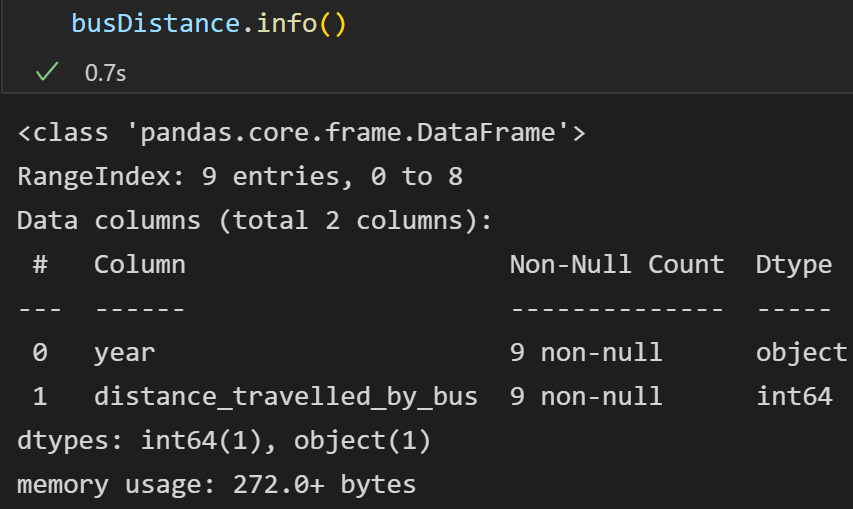 busDistance.info()
✓ 0.7s
<class 'pandas.core.frame.DataFrame'>
RangeIndex: 9 entries, 0 to 8
Data columns (total 2 columns):
 #   Column                     Non-Null Count  Dtype
---  ------                     --------------  -----
 0   year                       9 non-null      object
 1   distance_travelled_by_bus  9 non-null      int64
dtypes: int64(1), object(1)
memory usage: 272.0+ bytes